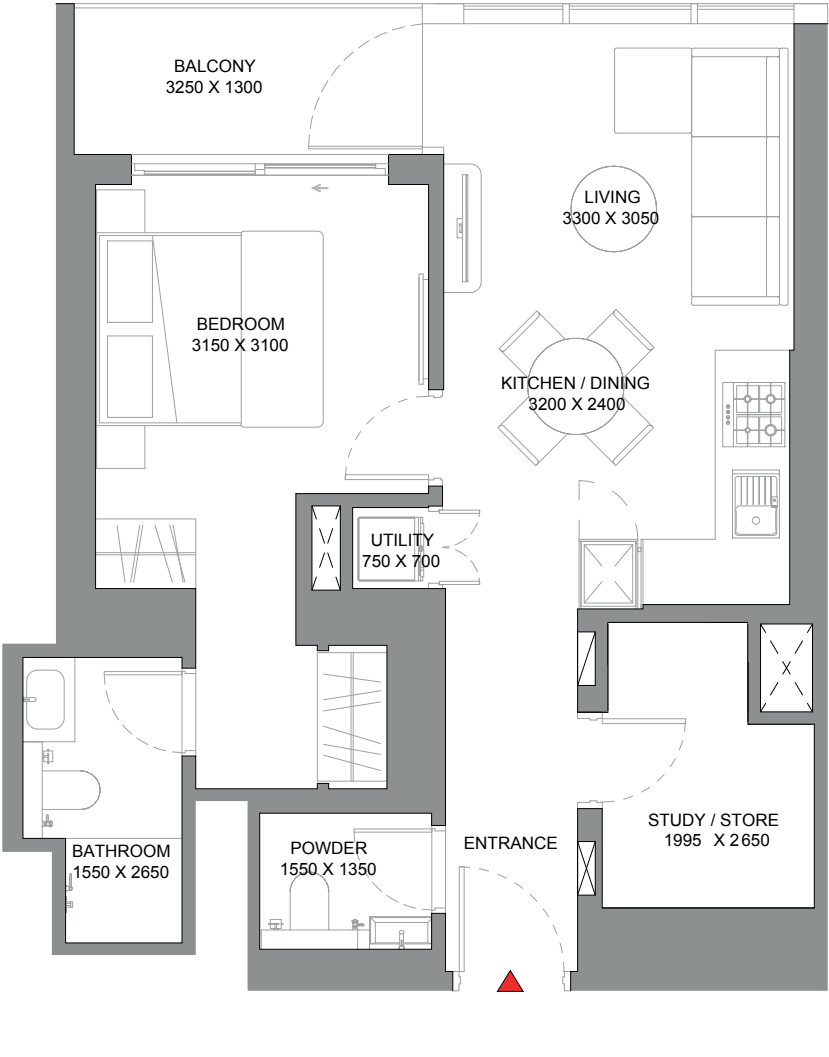 BALCONY
3250 X 1300
LIVING
3300 X 3050
BEDROOM
3150 X 3100
KITCHEN / DINING
3200 X 2400
UTILITY
750 X 700
STUDY / STORE
1995 X 2650
ENTRANCE
POWDER
1550 X 1350
BATHROOM
1550 X 2650